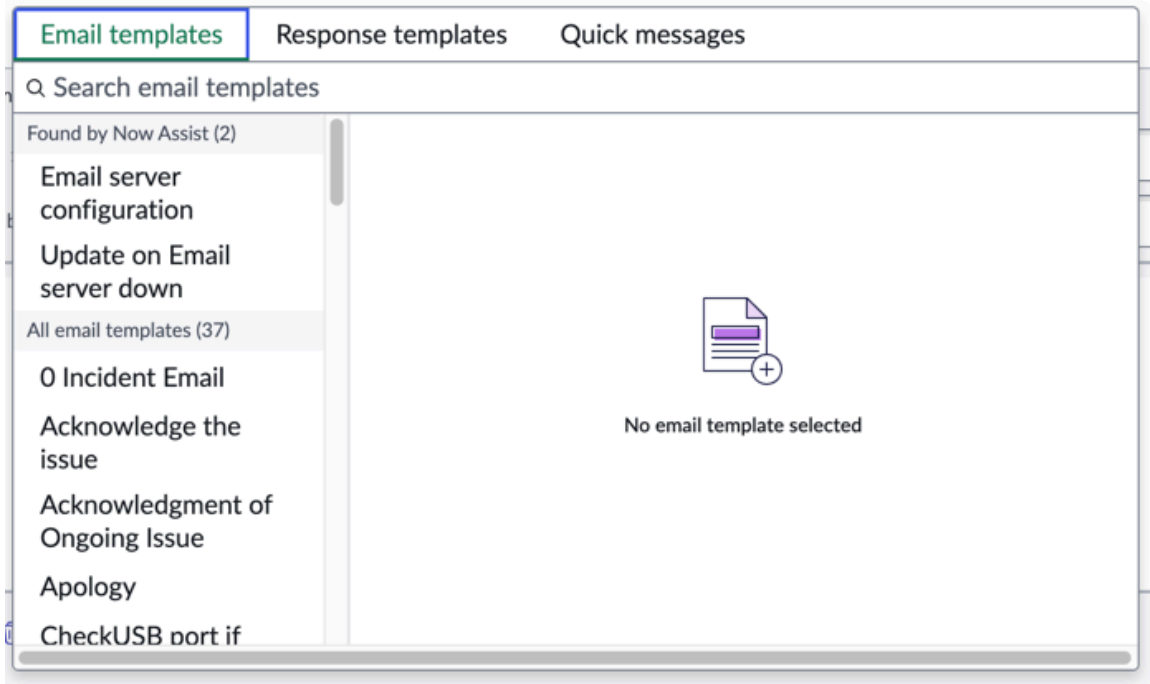 Email templates Response templates Quick messages
Search email templates
Found by Now Assist (2)
Email server
configuration
Update on Email
server down
All email templates (37)
0 Incident Email
Acknowledge the
issue
Acknowledgment of
Ongoing Issue
Apology
CheckUSB port if
No email template selected